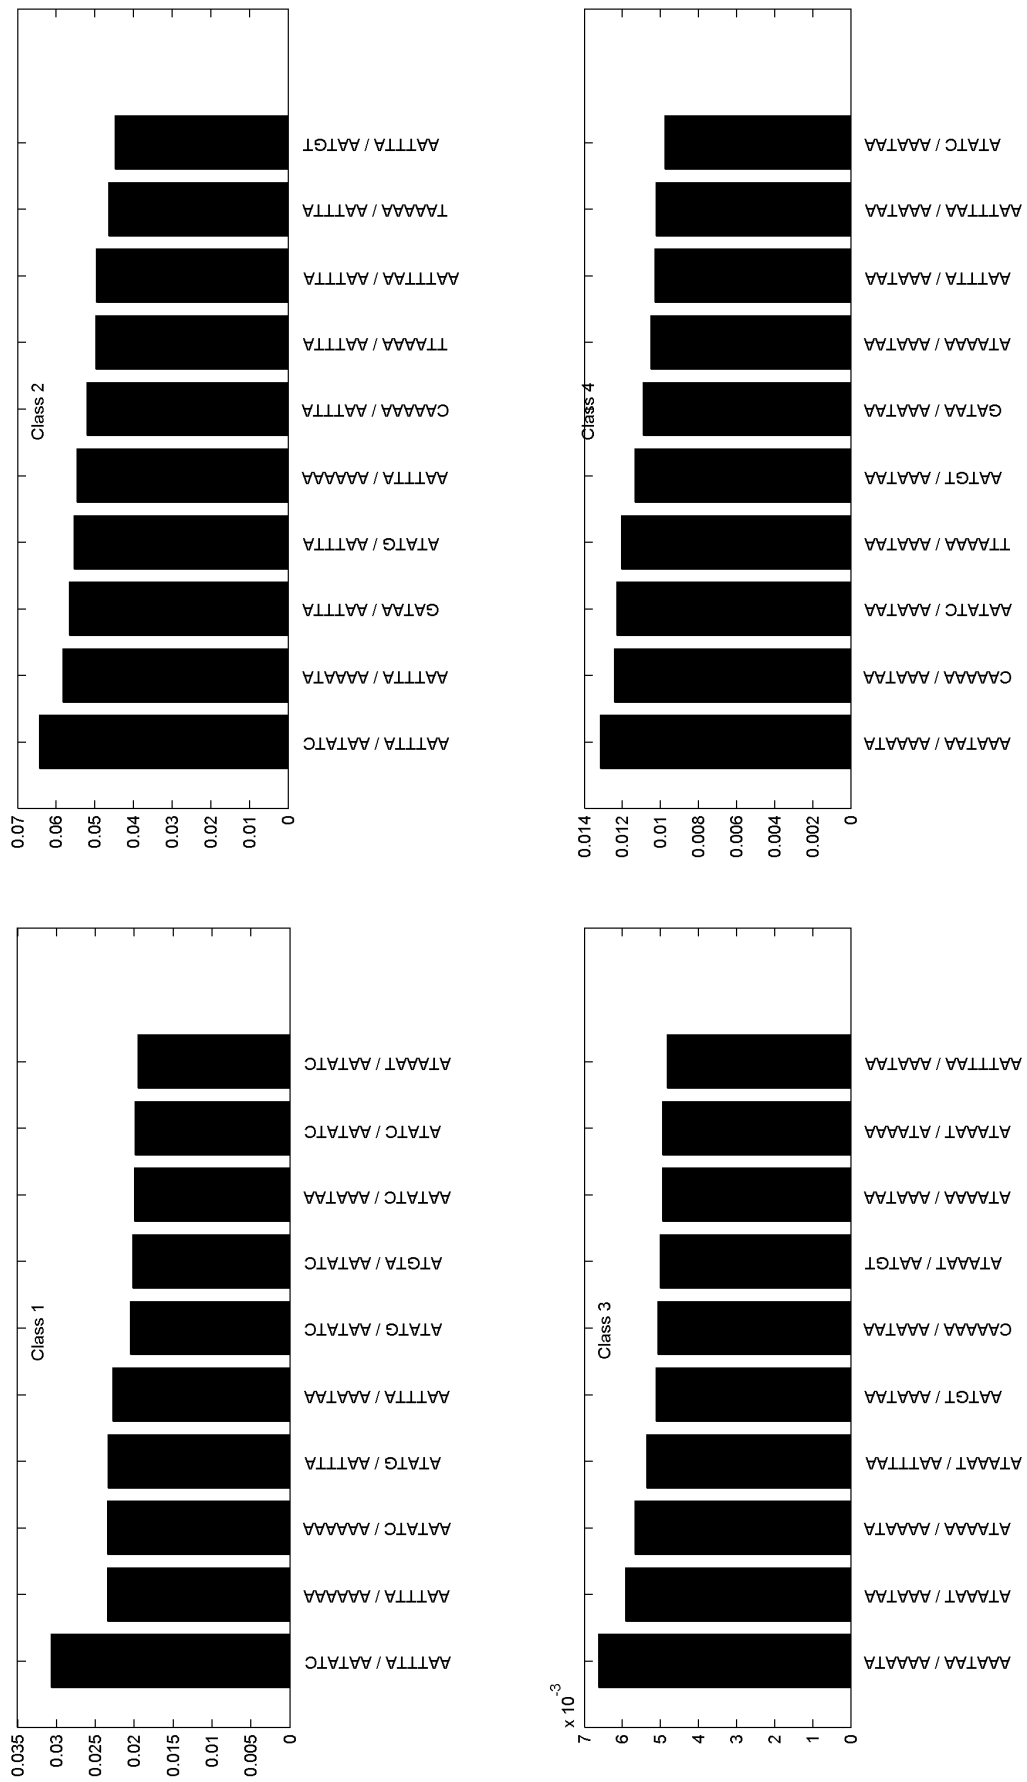 Class 1
0.035
0.03
0.025
0.02
0.015
0.01
0.005
0
AATTTA / AATATC
AATTTA / AAAAAA
AATATC / AAAAAA
ATATG / AATTTA
AATTTA / AAATAA
ATATG / AATATC
ATGTA / AATATC
AATATC / AAATAA
ATATC / AATATC
ATAAAT / AATATC
Class 2
0.07
0.06
0.05
0.04
0.03
0.02
0.01
0
AATTTA / AATATC
AATTTA / AAAATA
GATAA / AATTTA
ATATG / AATTTA
AATTTA / AAAAAA
CAAAAA / AATTTA
TTAAAA / AATTTA
AATTTAA / AATTTA
TAAAAA / AATTTA
AATTTA / AATGT
Class 3
x 10-3
7
6
5
4
3
2
1
0
AAATAA / AAAATA
ATAAAT / AAATAA
ATAAAA / AAAATA
ATAAAT / AATTTAA
AATGT / AAATAA
CAAAAA / AAATAA
ATAAAT / AATGT
ATAAAA / AAATAA
ATAAAT / ATAAAA
AATTTAA / AAATAA
Class 4
0.014
0.012
0.01
0.008
0.006
0.004
0.002
0
AAATAA / AAAATA
CAAAAA / AAATAA
AATATC / AAATAA
TTAAAA / AAATAA
AATGT / AAATAA
GATAA / AAATAA
ATAAAA / AAATAA
AATTTA / AAATAA
AATTTAA / AAATAA
ATATC / AAATAA